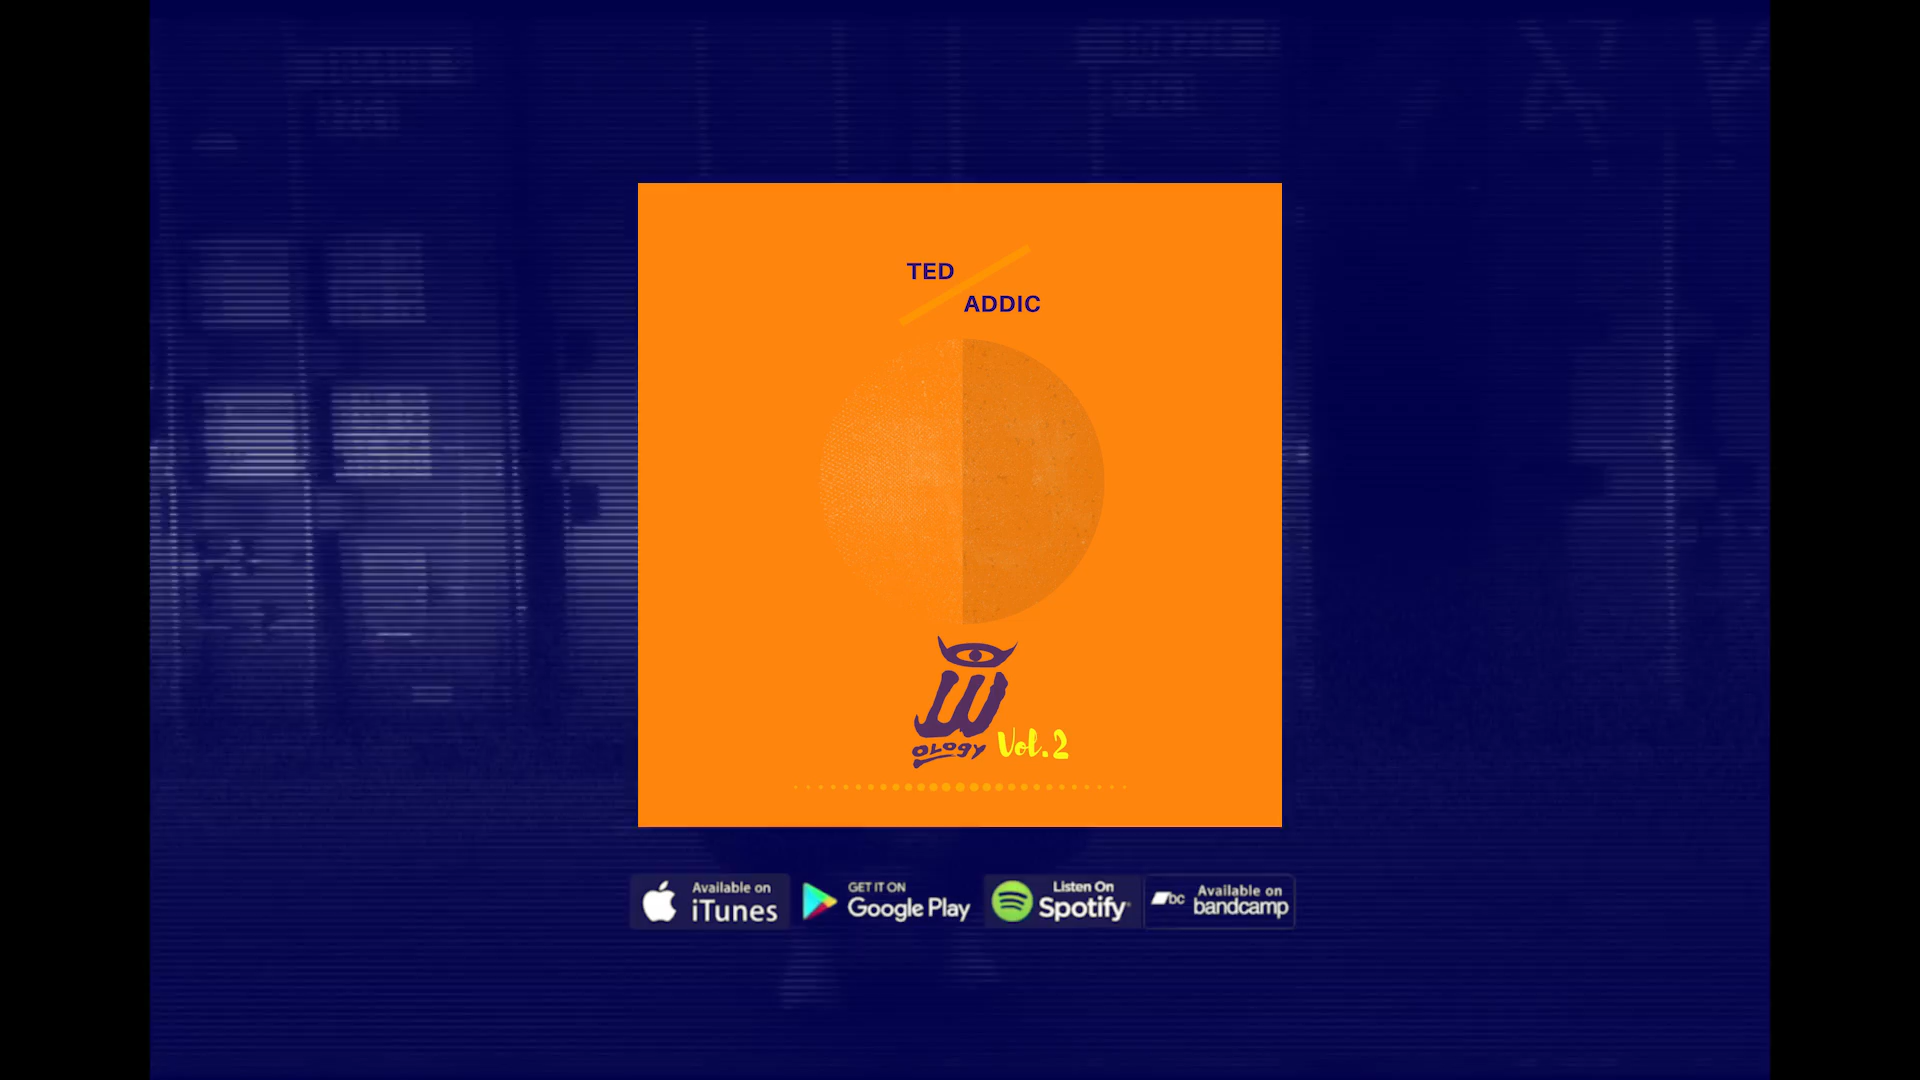 TED
ADDIC
W
OLOGY Vol.2
Available on
iTunes
GET IT ON
Google Play
Listen On
Spotify
bc
Available on
bandcamp